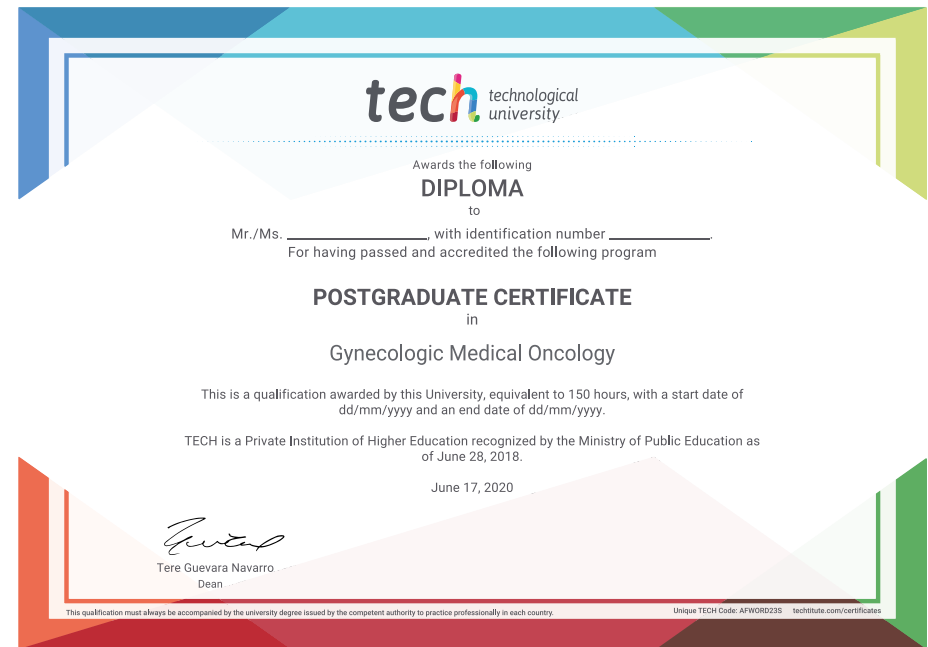 tech technological
university
Awards the following
DIPLOMA
to
Mr./Ms. ____________________, with identification number ______________.
For having passed and accredited the following program
POSTGRADUATE CERTIFICATE
in
Gynecologic Medical Oncology
This is a qualification awarded by this University, equivalent to 150 hours, with a start date of
dd/mm/yyyy and an end date of dd/mm/yyyy.
TECH is a Private Institution of Higher Education recognized by the Ministry of Public Education as
of June 28, 2018.
June 17, 2020
Tere Guevara Navarro
Dean
This qualification must always be accompanied by the university degree issued by the competent authority to practice professionally in each country.
Unique TECH Code: AFWORD23S techtitute.com/certificates